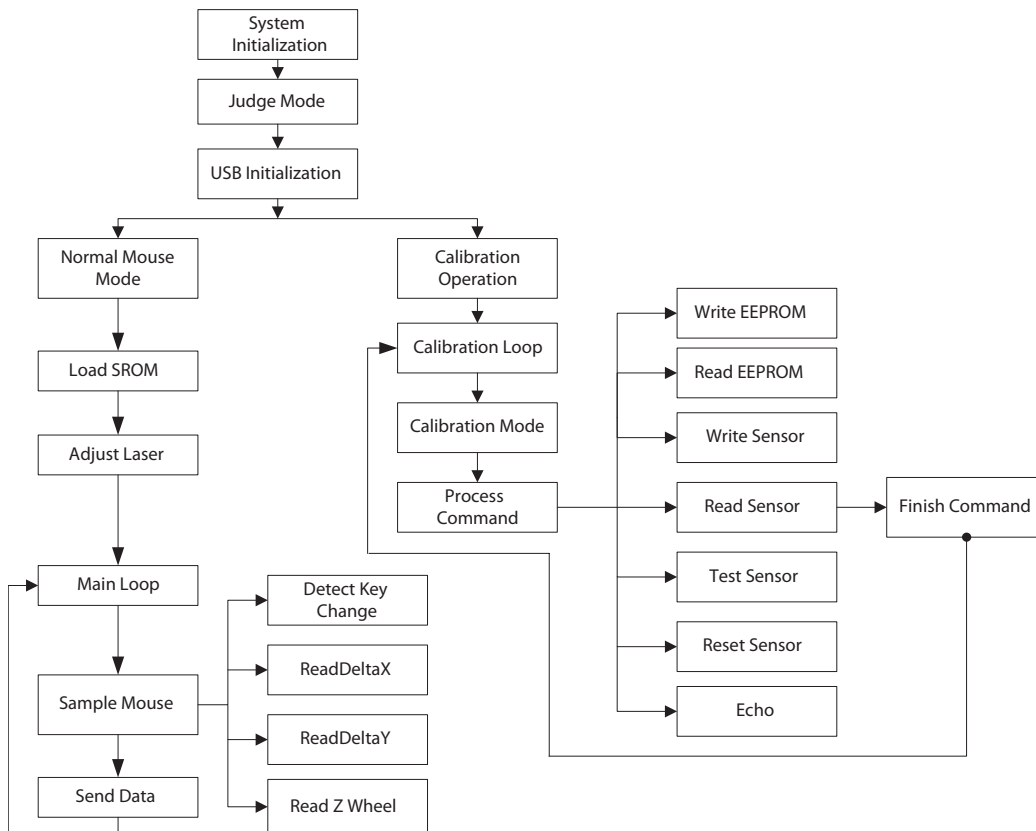 System
Initialization
Judge Mode
USB Initialization
Normal Mouse
Mode
Load SROM
Adjust Laser
Main Loop
Sample Mouse
Send Data
Detect Key
Change
ReadDeltaX
ReadDeltaY
Read Z Wheel
Calibration
Operation
Calibration Loop
Calibration Mode
Process
Command
Write EEPROM
Read EEPROM
Write Sensor
Read Sensor
Test Sensor
Reset Sensor
Echo
Finish Command